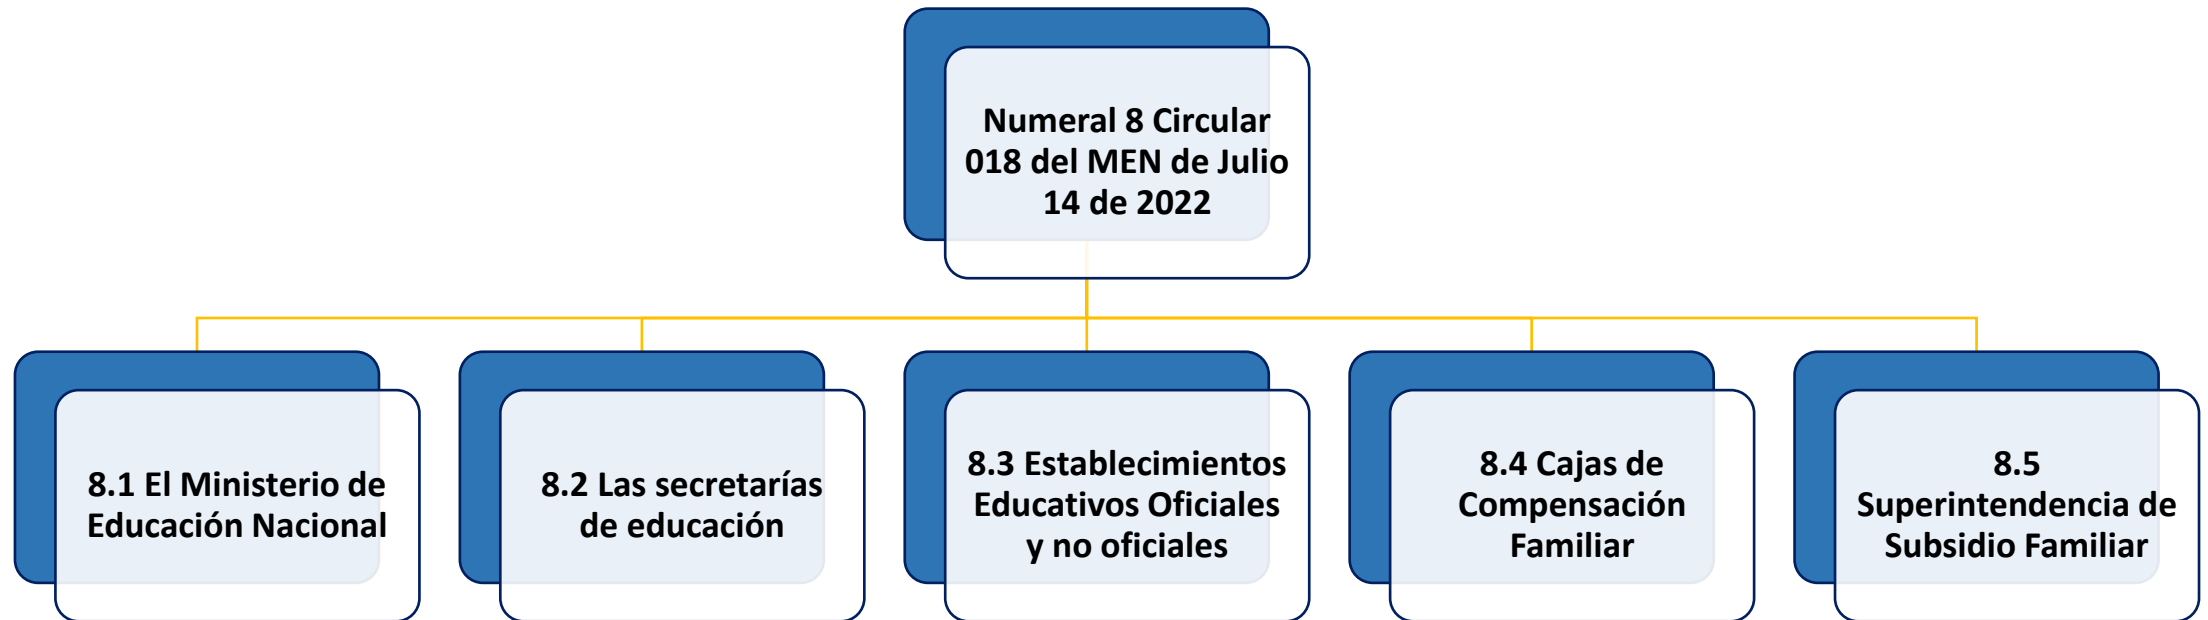 Numeral 8 Circular
018 del MEN de Julio
14 de 2022
8.1 El Ministerio de
Educación Nacional
8.2 Las secretarías
de educación
8.3 Establecimientos
Educativos Oficiales
y no oficiales
8.4 Cajas de
Compensación
Familiar
8.5
Superintendencia de
Subsidio Familiar